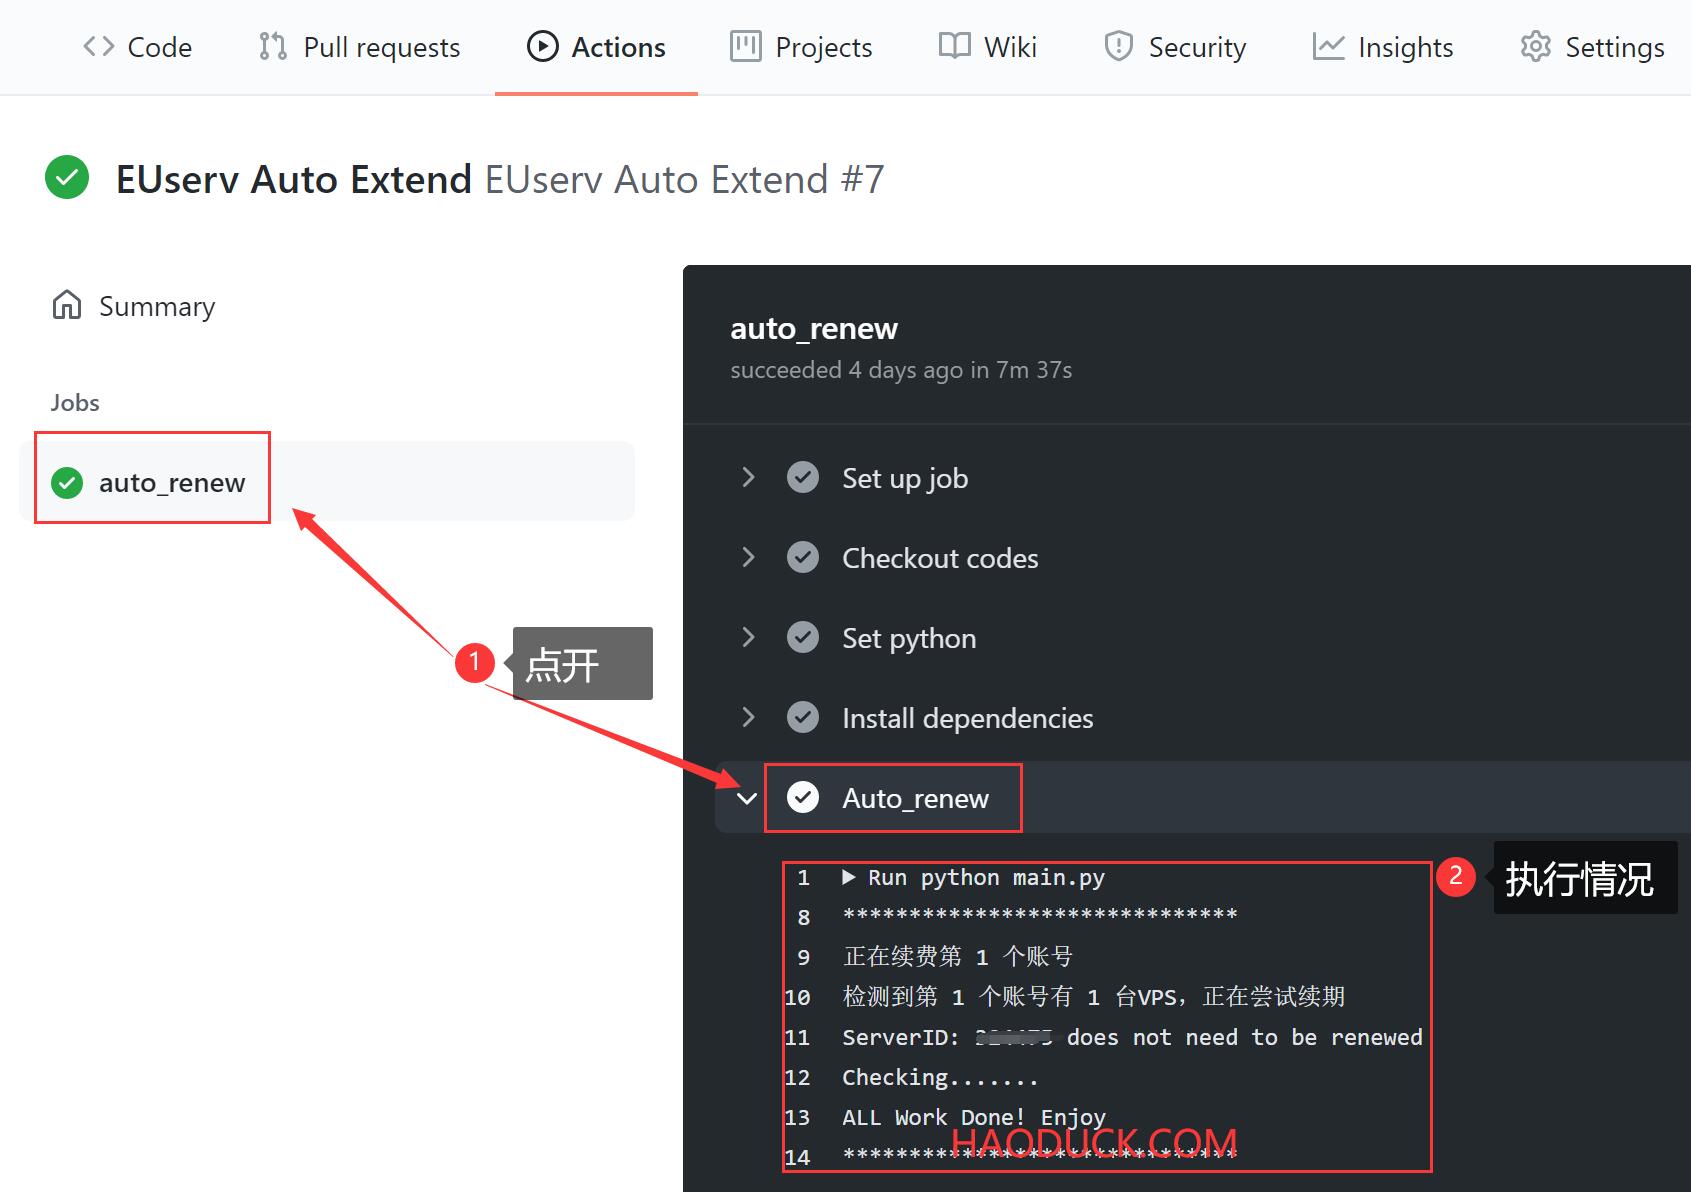 Code Pull requests Actions Projects Wiki Security Insights Settings
EUserv Auto Extend EUserv Auto Extend #7
Summary
Jobs
auto_renew
1 点开
auto_renew
succeeded 4 days ago in 7m 37s
Set up job
Checkout codes
Set python
Install dependencies
Auto_renew
2 执行情况
1 Run python main.py
8 ******************************
9 正在续费第 1 个账号
10 检测到第 1 个账号有 1 台VPS，正在尝试续期
11 ServerID: does not need to be renewed
12 Checking.......
13 ALL Work Done! Enjoy
14 ******************************
HAODUCK.COM